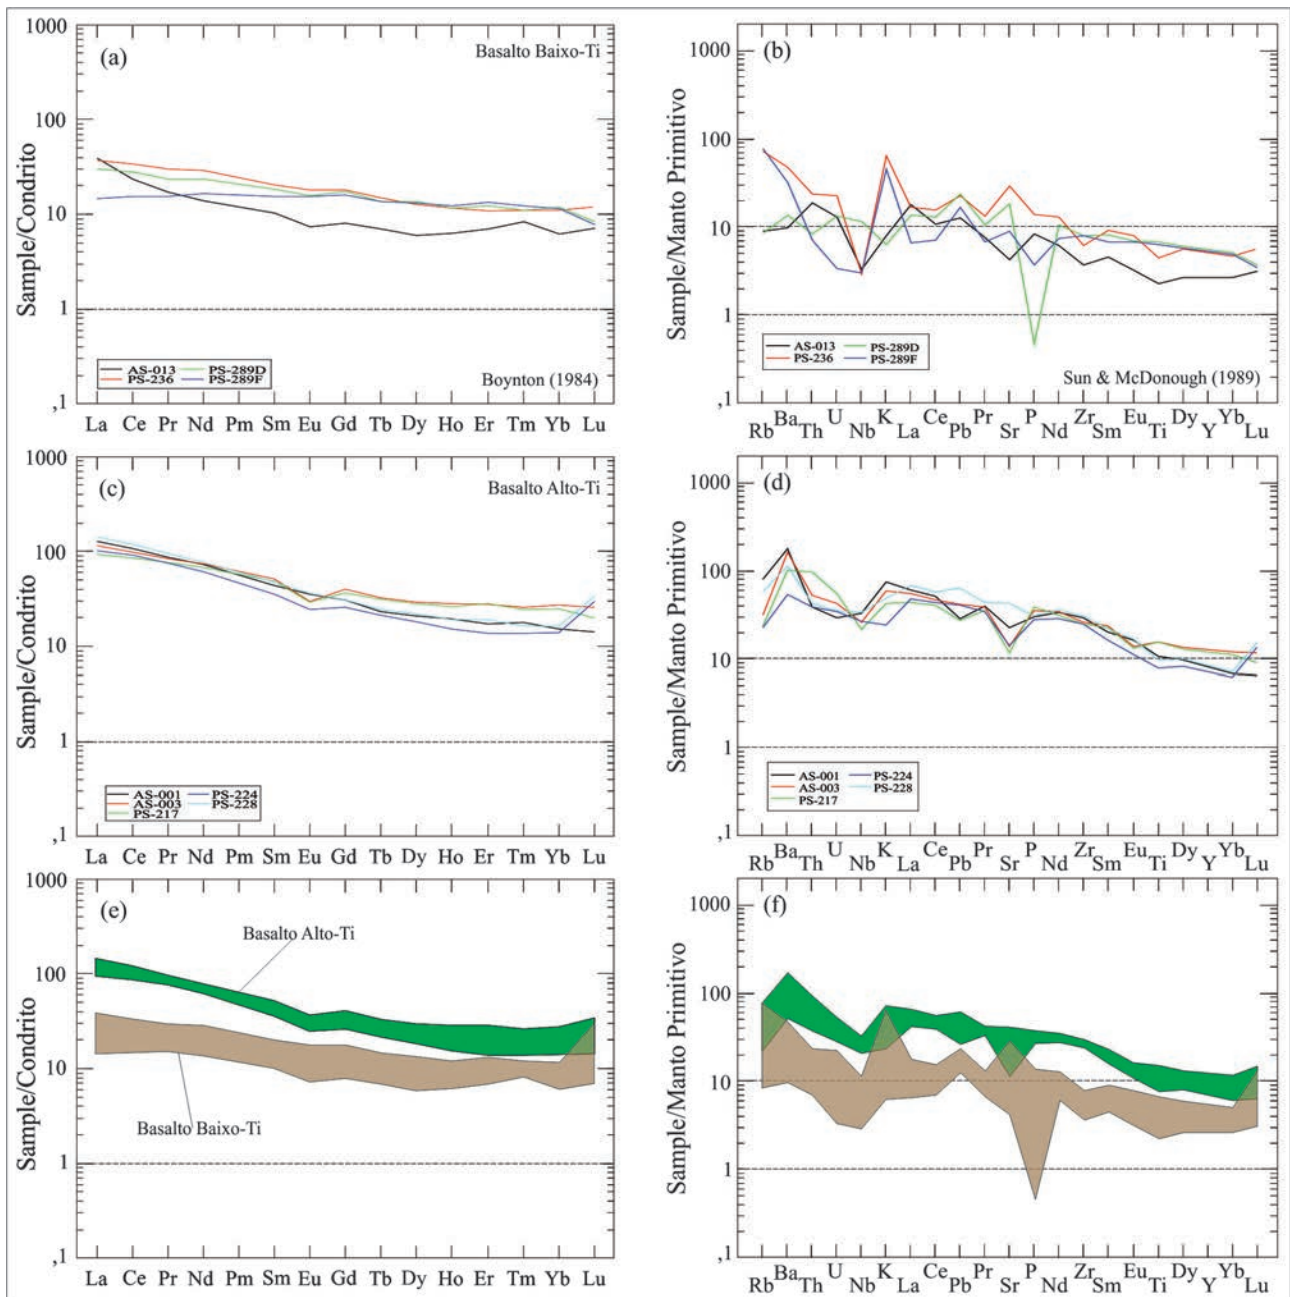 (a)
Basalto Baixo-Ti
1000
100
10
1
,1
Sample/Condrito
AS-013
PS-289D
PS-236
PS-289F
Boynton (1984)
La Ce Pr Nd Pm Sm Eu Gd Tb Dy Ho Er Tm Yb Lu
(b)
1000
100
10
1
,1
Sample/Manto Primitivo
AS-013
PS-289D
PS-236
PS-289F
Sun & McDonough (1989)
Rb Ba Th U Nb K La Ce Pb Pr Sr P Nd Zr Sm Eu Ti Dy Y Yb Lu
(c)
Basalto Alto-Ti
1000
100
10
1
,1
Sample/Condrito
AS-001
PS-224
AS-003
PS-228
PS-217
La Ce Pr Nd Pm Sm Eu Gd Tb Dy Ho Er Tm Yb Lu
(d)
1000
100
10
1
,1
Sample/Manto Primitivo
AS-001
PS-224
AS-003
PS-228
PS-217
Rb Ba Th U Nb K La Ce Pb Pr Sr P Nd Zr Sm Eu Ti Dy Y Yb Lu
(e)
1000
100
10
1
,1
Sample/Condrito
Basalto Alto-Ti
Basalto Baixo-Ti
La Ce Pr Nd Pm Sm Eu Gd Tb Dy Ho Er Tm Yb Lu
(f)
1000
100
10
1
,1
Sample/Manto Primitivo
Rb Ba Th U Nb K La Ce Pb Pr Sr P Nd Zr Sm Eu Ti Dy Y Yb Lu